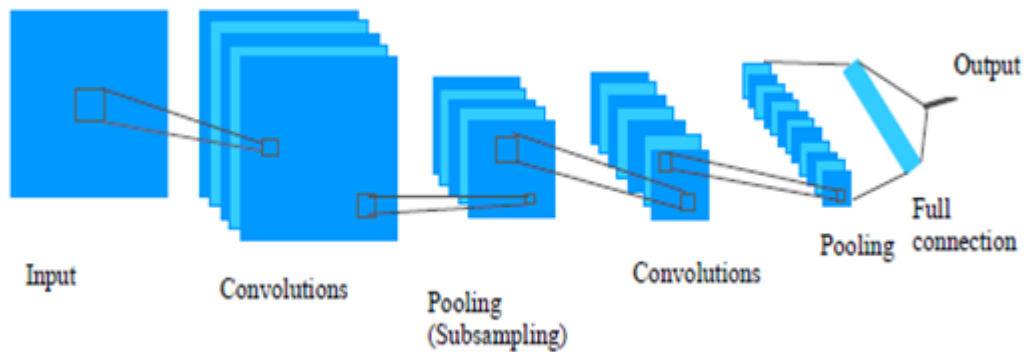 Input
Convolutions
Pooling
(Subsampling)
Convolutions
Pooling
Full
connection
Output